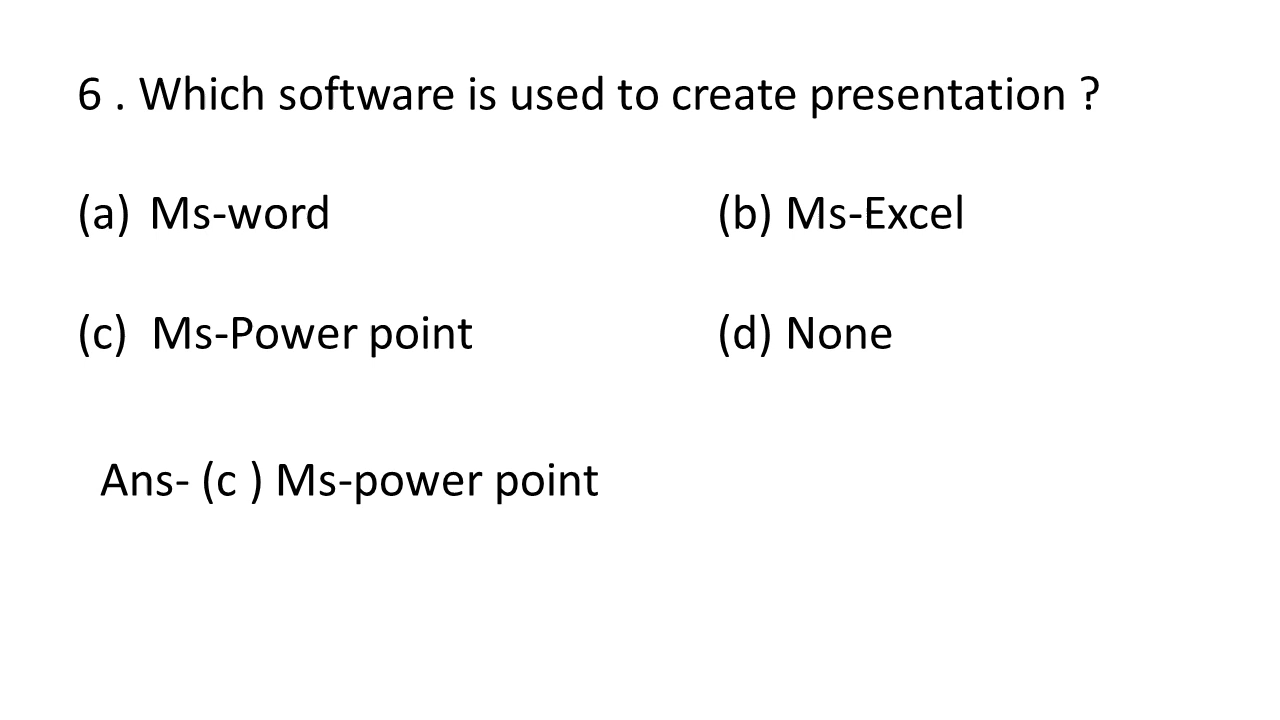 6 . Which software is used to create presentation ?
(a) Ms-word (b) Ms-Excel
(c) Ms-Power point (d) None
Ans- (c ) Ms-power point